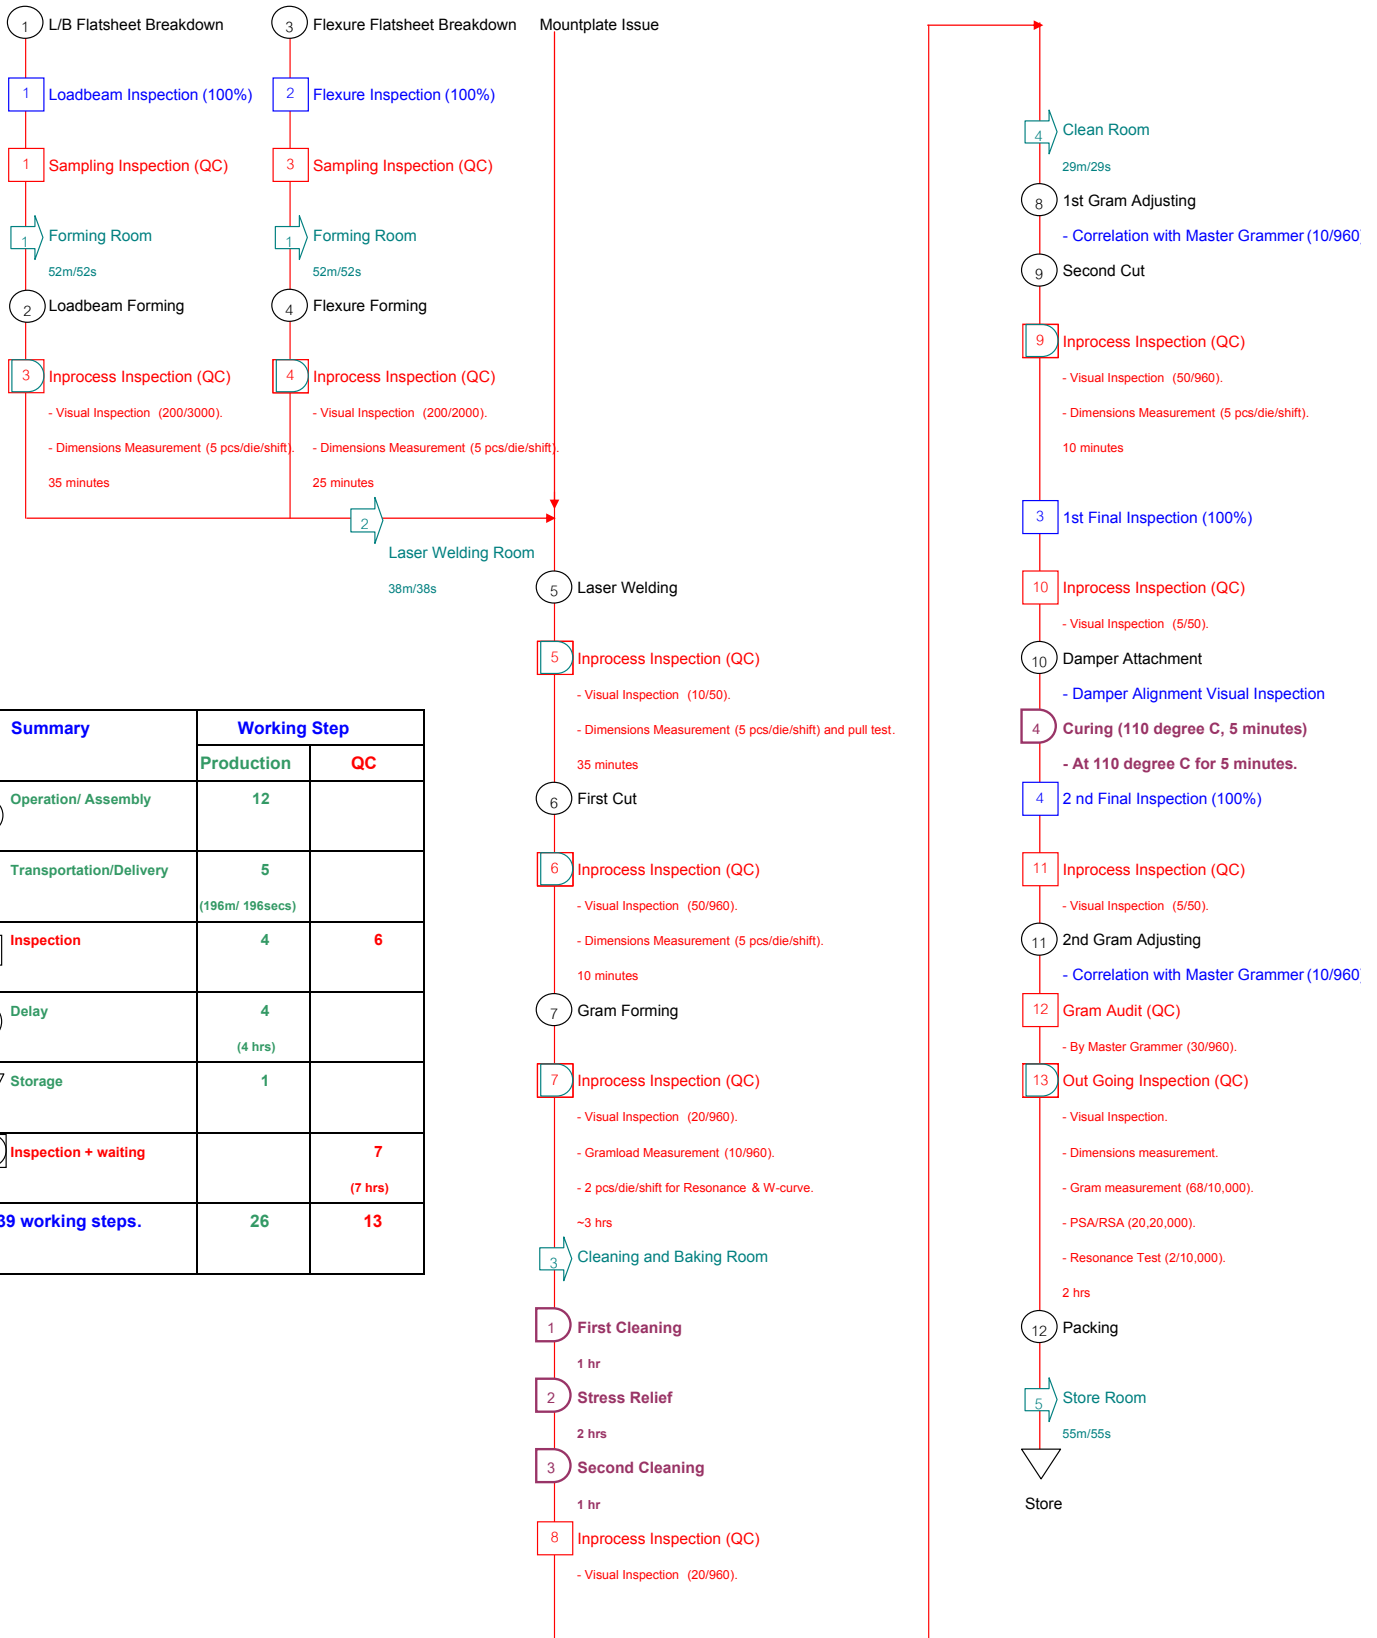 1 L/B Flatsheet Breakdown
1 Loadbeam Inspection (100%)
1 Sampling Inspection (QC)
1 Forming Room
52m/52s
2 Loadbeam Forming
3 Inprocess Inspection (QC)
- Visual Inspection (200/3000).
- Dimensions Measurement (5 pcs/die/shift).
35 minutes
3 Flexure Flatsheet Breakdown
2 Flexure Inspection (100%)
3 Sampling Inspection (QC)
1 Forming Room
52m/52s
4 Flexure Forming
4 Inprocess Inspection (QC)
- Visual Inspection (200/2000).
- Dimensions Measurement (5 pcs/die/shift).
25 minutes
2
Laser Welding Room
38m/38s
Mountplate Issue
5 Laser Welding
5 Inprocess Inspection (QC)
- Visual Inspection (10/50).
- Dimensions Measurement (5 pcs/die/shift) and pull test.
35 minutes
6 First Cut
6 Inprocess Inspection (QC)
- Visual Inspection (50/960).
- Dimensions Measurement (5 pcs/die/shift).
10 minutes
7 Gram Forming
7 Inprocess Inspection (QC)
- Visual Inspection (20/960).
- Gramload Measurement (10/960).
- 2 pcs/die/shift for Resonance & W-curve.
~3 hrs
3 Cleaning and Baking Room
1 First Cleaning
1 hr
2 Stress Relief
2 hrs
3 Second Cleaning
1 hr
8 Inprocess Inspection (QC)
- Visual Inspection (20/960).
4 Clean Room
29m/29s
8 1st Gram Adjusting
- Correlation with Master Grammer (10/960)
9 Second Cut
9 Inprocess Inspection (QC)
- Visual Inspection (50/960).
- Dimensions Measurement (5 pcs/die/shift).
10 minutes
3 1st Final Inspection (100%)
10 Inprocess Inspection (QC)
- Visual Inspection (5/50).
10 Damper Attachment
- Damper Alignment Visual Inspection
4 Curing (110 degree C, 5 minutes)
- At 110 degree C for 5 minutes.
4 2 nd Final Inspection (100%)
11 Inprocess Inspection (QC)
- Visual Inspection (5/50).
11 2nd Gram Adjusting
- Correlation with Master Grammer (10/960)
12 Gram Audit (QC)
- By Master Grammer (30/960).
13 Out Going Inspection (QC)
- Visual Inspection.
- Dimensions measurement.
- Gram measurement (68/10,000).
- PSA/RSA (20,20,000).
- Resonance Test (2/10,000).
2 hrs
12 Packing
5 Store Room
55m/55s
Store
Summary Working Step
Production QC
Operation/ Assembly 12
Transportation/Delivery 5
(196m/ 196secs)
Inspection 4 6
Delay 4
(4 hrs)
Storage 1
Inspection + waiting 7
(7 hrs)
39 working steps. 26 13